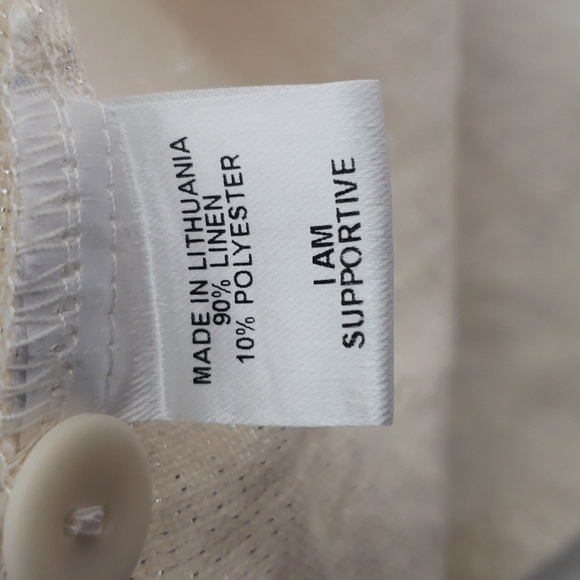 MADE IN LITHUANIA
90% LINEN
10% POLYESTER
I AM
SUPPORTIVE